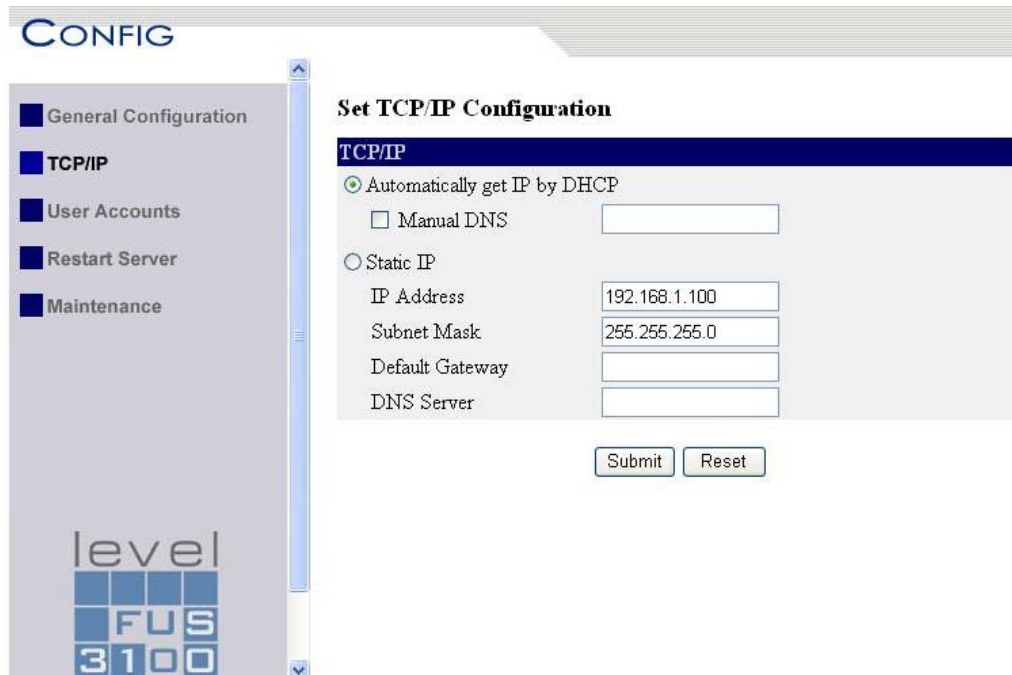 CONFIG
General Configuration
TCP/IP
User Accounts
Restart Server
Maintenance
level
FUS
3100
Set TCP/IP Configuration
TCP/IP
Automatically get IP by DHCP
Manual DNS
Static IP
IP Address 192.168.1.100
Subnet Mask 255.255.255.0
Default Gateway
DNS Server
Submit Reset